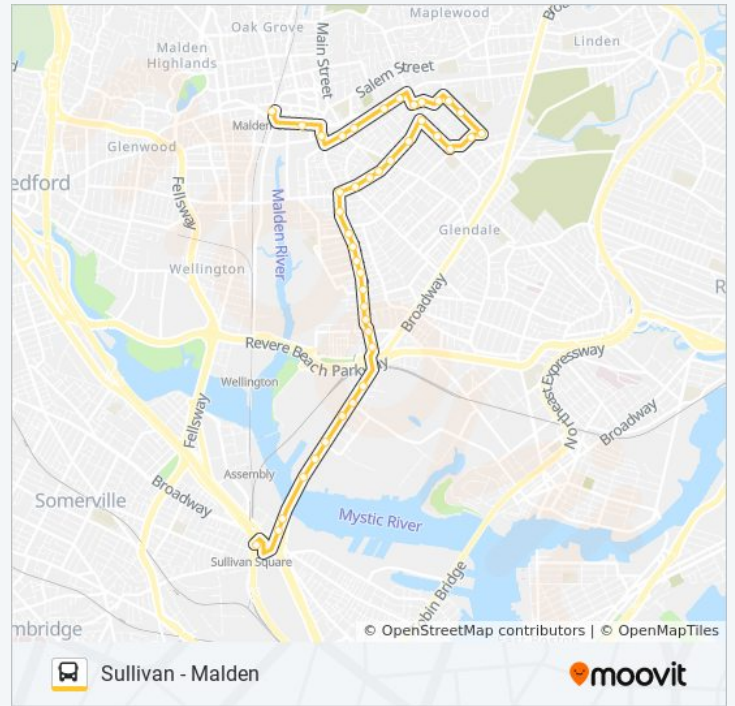 Maplewood
Oak Grove
Main Street
Linden
Malden
Highlands
Salem Street
Malden
Glenwood
edford
Fellsway
Malden River
Glendale
Wellington
R
Broadway
Revere Beach Parkway
Northeast Expressway
Wellington
Broadway
Fellsway
Assembly
Somerville
Broadway
Mystic River
Sullivan Square
obin Bridge
mbridge
© OpenStreetMap contributors | © OpenMapTiles
Sullivan - Malden
moovit